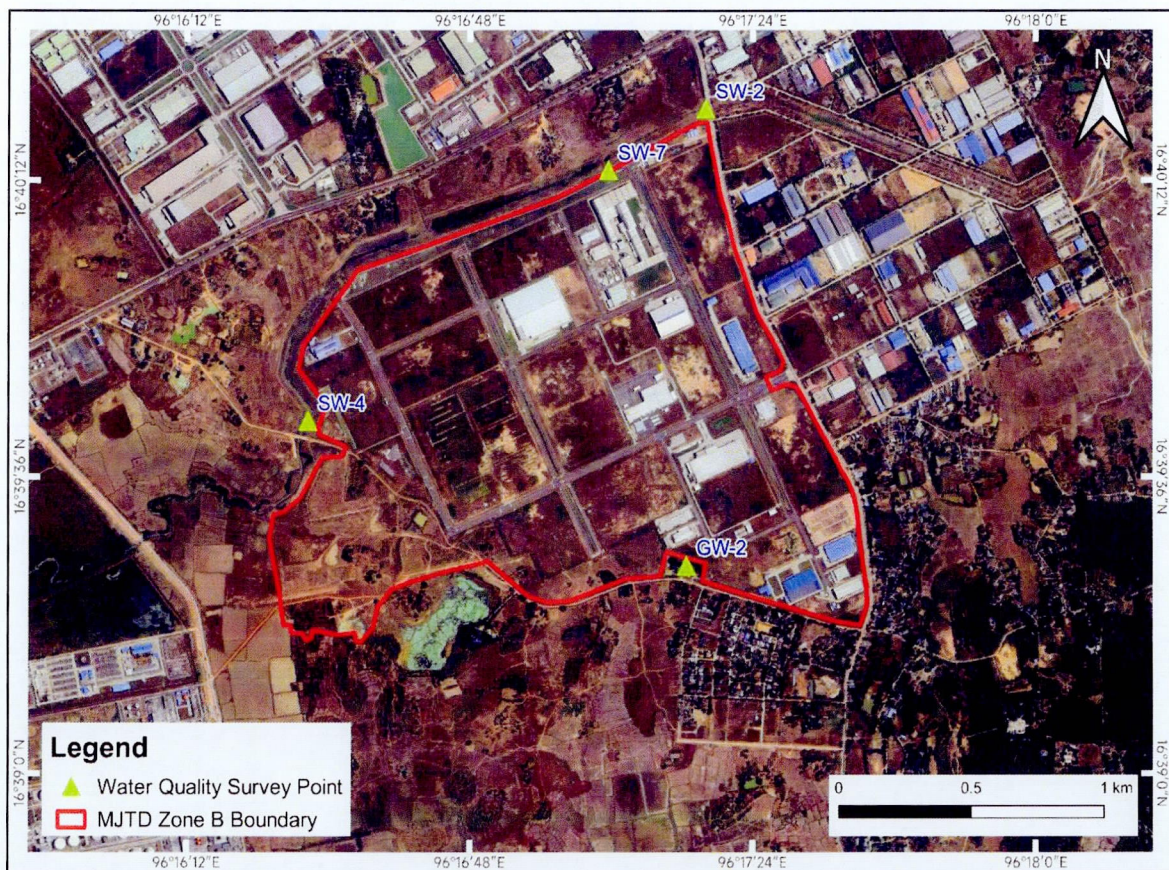 96°16′12″E 96°16′48″E 96°17′24″E 96°18′0″E
N
SW-2
SW-7
16°40′12″N 16°40′12″N
SW-4
16°39′36″N 16°39′36″N
GW-2
Legend
Water Quality Survey Point
MJTD Zone B Boundary
16°39′0″N 16°39′0″N
0 0.5 1 km
96°16′12″E 96°16′48″E 96°17′24″E 96°18′0″E